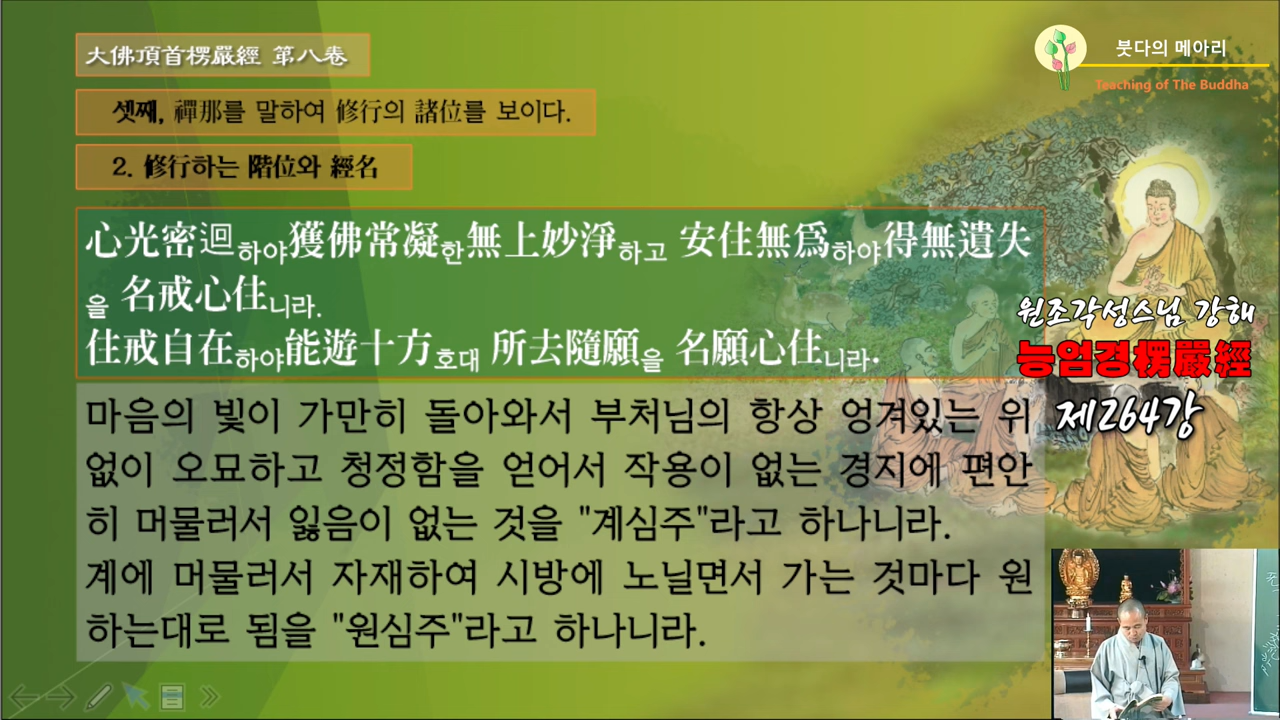 大佛頂首楞嚴經 第八卷
붓다의 메아리
Teaching of The Buddha
셋째, 禪那를 말하여 修行의 諸位를 보이다.
2. 修行하는 階位와 經名
心光密迴하야獲佛常凝한無上妙淨하고 安住無爲하야得無遺失
을 名戒心住니라.
住戒自在하야能遊十方호대 所去隨願을 名願心住니라.
원조각성스님 강해
능엄경楞嚴經
제264강
마음의 빛이 가만히 돌아와서 부처님의 항상 엉겨있는 위
없이 오묘하고 청정함을 얻어서 작용이 없는 경지에 편안
히 머물러서 잃음이 없는 것을 "계심주"라고 하나니라.
계에 머물러서 자재하여 시방에 노닐면서 가는 것마다 원
하는대로 됨을 "원심주"라고 하나니라.